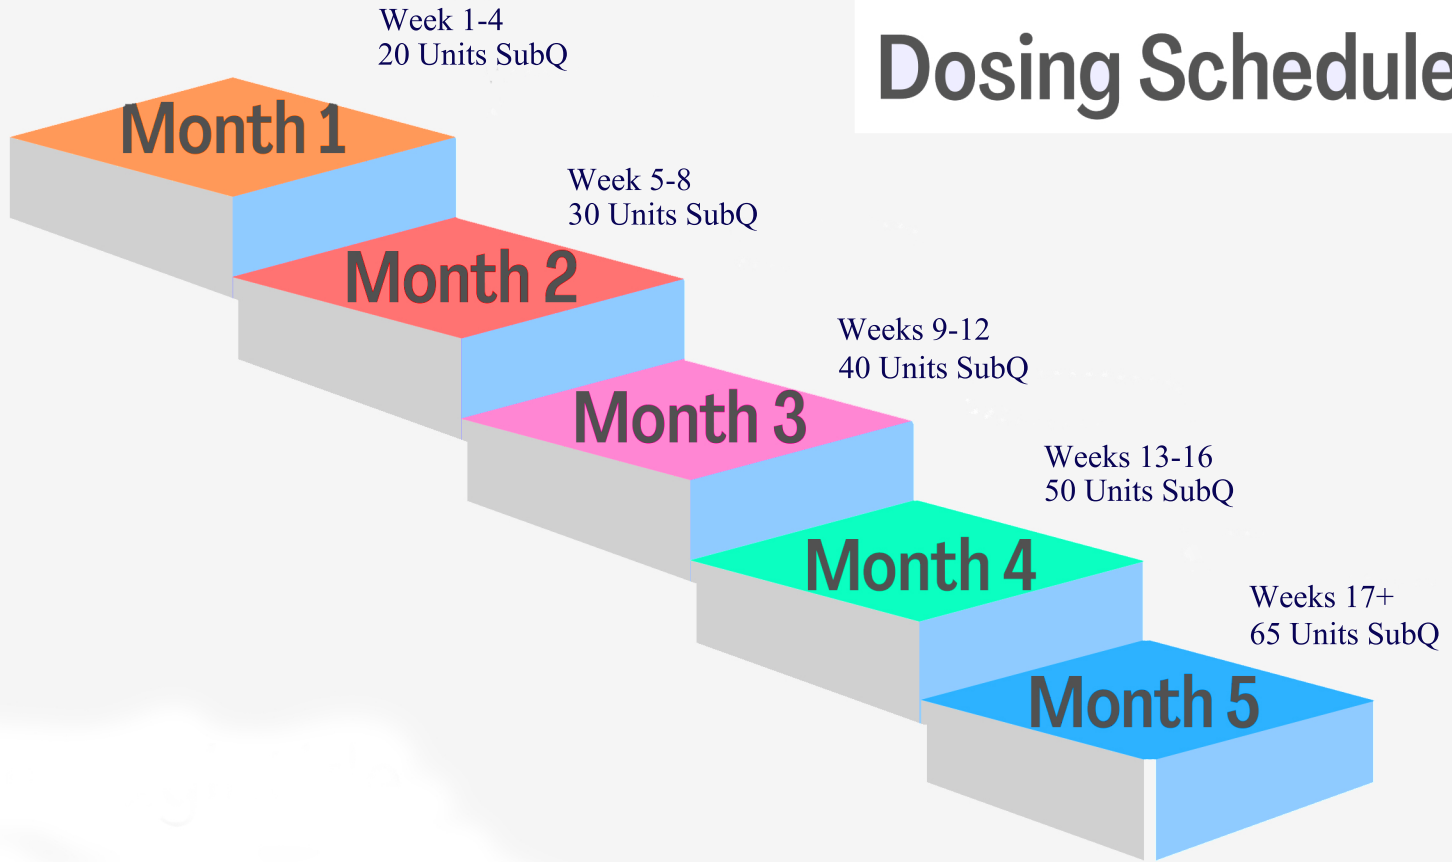 Dosing Schedule
Week 1-4
20 Units SubQ
Month 1
Week 5-8
30 Units SubQ
Month 2
Weeks 9-12
40 Units SubQ
Month 3
Weeks 13-16
50 Units SubQ
Month 4
Weeks 17+
65 Units SubQ
Month 5